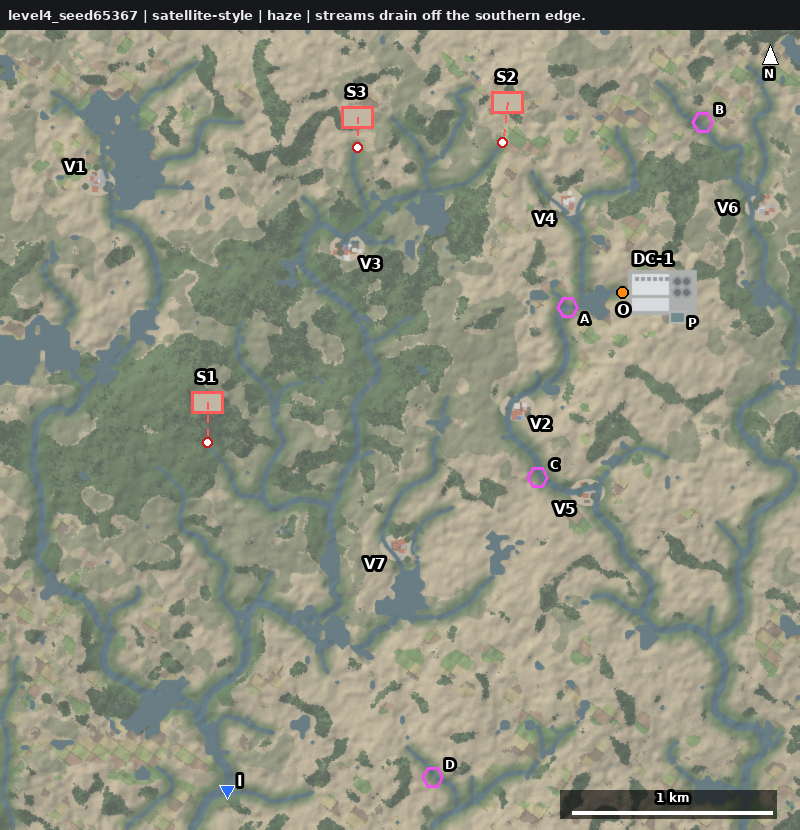 level4_seed65367 | satellite-style | haze | streams drain off the southern edge.
N
S3
S2
B
V1
V4
V6
V3
DC-1
O
A
P
S1
V2
C
V5
V7
D
I
1 km